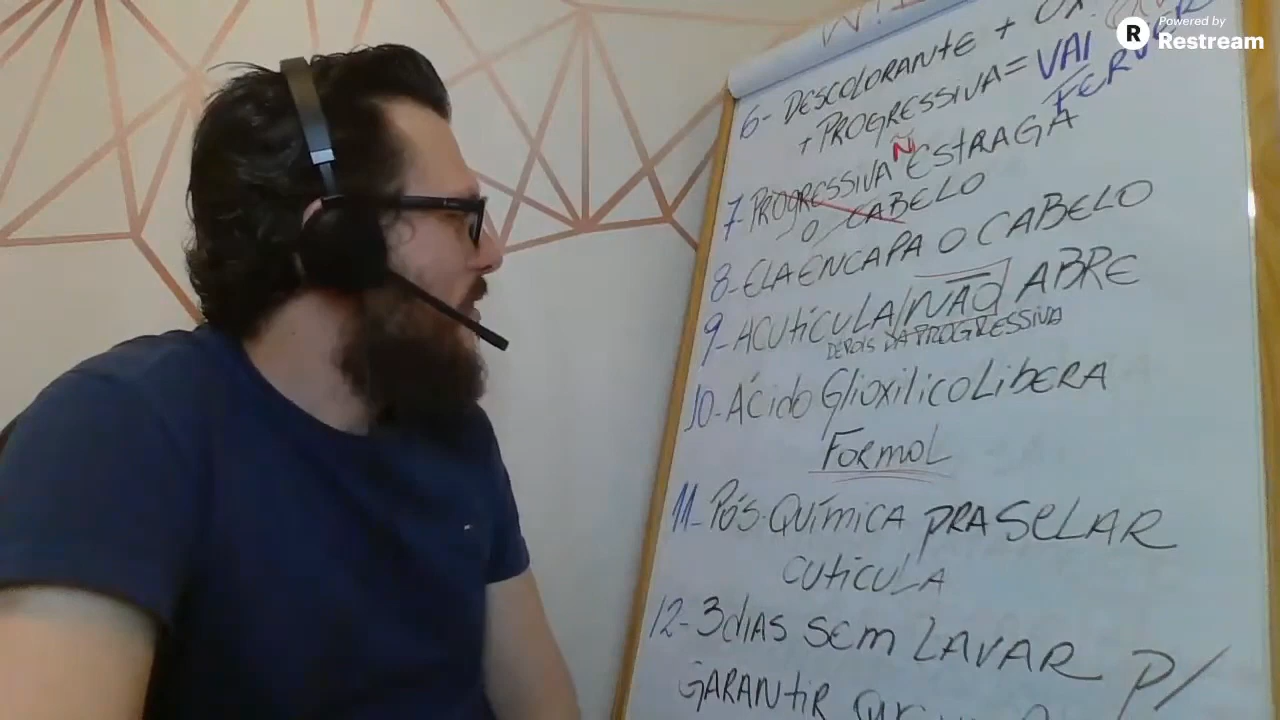 Powered by
Restream
6- DESCOLORANTE + OX.
+ PROGRESSIVA = VAI
FERVER
7- PROGRESSIVA Ñ ESTRAGA
O CABELO
8- ELA ENCAPA O CABELO
9- A CUTÍCULA NÃO ABRE
DEPOIS DA PROGRESSIVA
10- ÁCIDO GLIOXILICO LIBERA
FORMOL
11- PÓS-QUÍMICA PRA SELAR
CUTÍCULA
12- 3 DIAS SEM LAVAR P/
GARANTIR